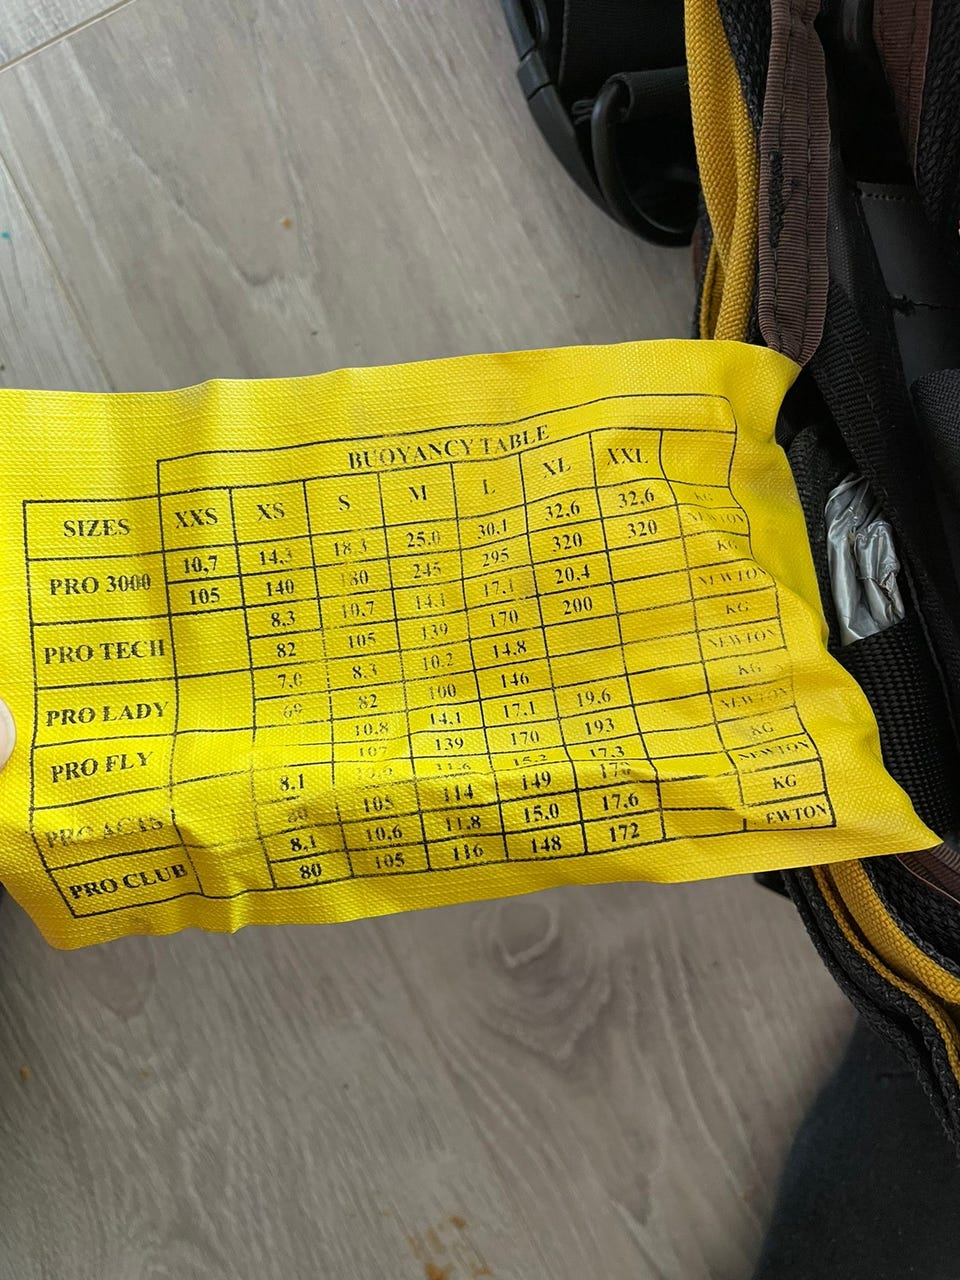 BUOYANCY TABLE
SIZES XXS XS S M L XL XXL
PRO 3000 10,7 14,3 18,3 25,0 30,1 32,6 32,6 KG
105 140 180 245 295 320 320 NEWTON
PRO TECH 8,3 10,7 14,1 17,1 20,4 KG
82 105 139 170 200 NEWTON
PRO LADY 7,0 8,3 10,2 14,8 KG
69 82 100 146 NEWTON
PRO FLY 10,8 14,1 17,1 19,6 KG
107 139 170 193 NEWTON
8,1 15,2 17,3 KG
80 105 114 149 170 NEWTON
PRO CLUB 8,1 10,6 11,8 15,0 17,6 KG
80 105 116 148 172 EWTON